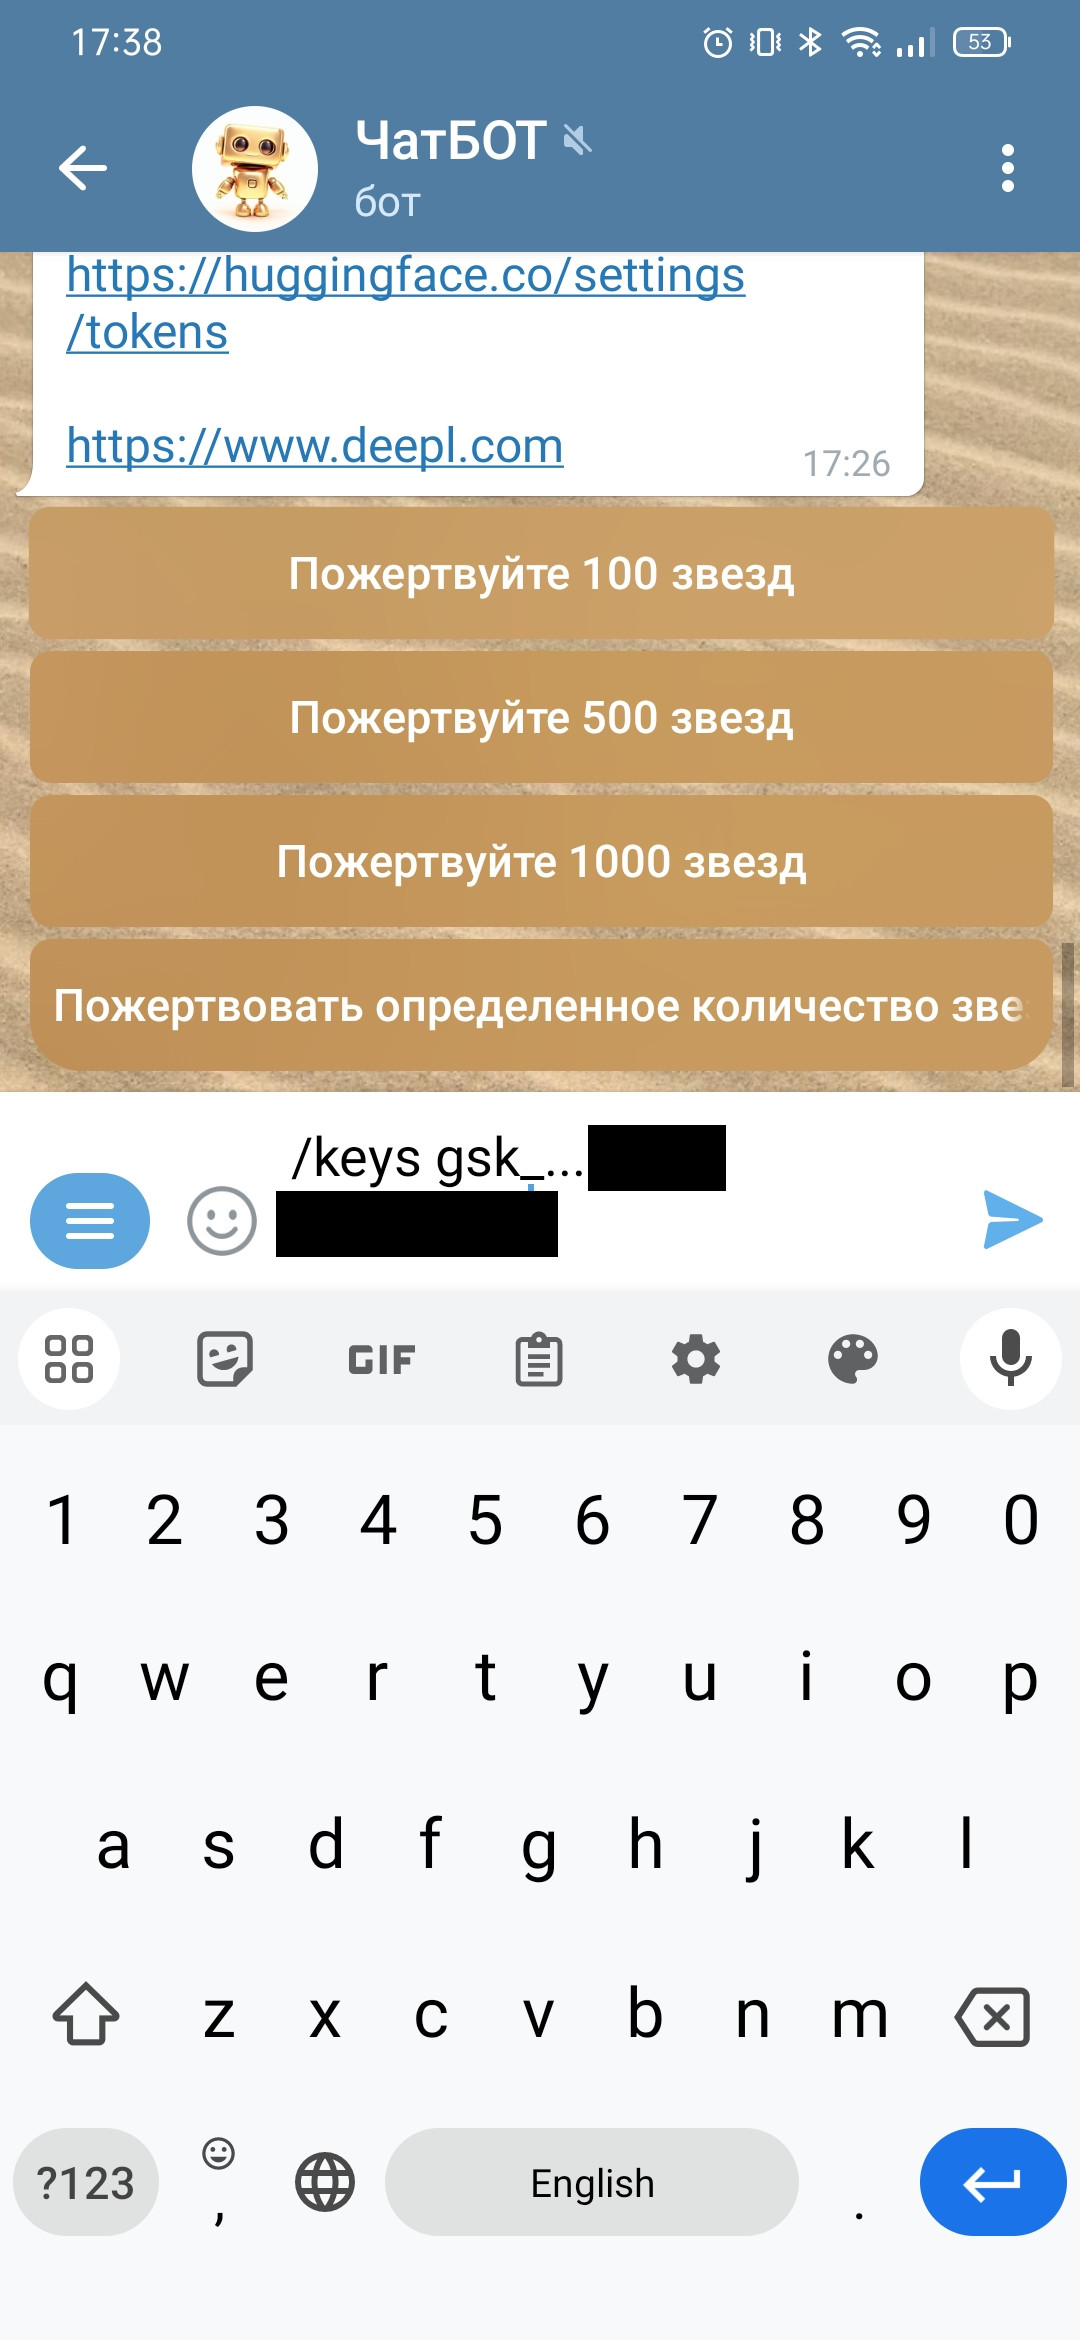 17:38
53
ЧатБОТ
бот
https://huggingface.co/settings
/tokens
https://www.deepl.com
17:26
Пожертвуйте 100 звезд
Пожертвуйте 500 звезд
Пожертвуйте 1000 звезд
Пожертвовать определенное количество зве
/keys gsk_...
GIF
1 2 3 4 5 6 7 8 9 0
q w e r t y u i o p
a s d f g h j k l
z x c v b n m
?123 , English .